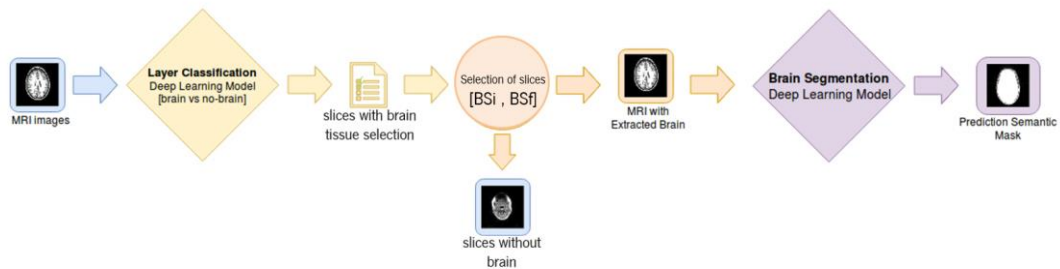 MRI images
Layer Classification
Deep Learning Model
[brain vs no-brain]
slices with brain
tissue selection
Selection of slices
[BSi , BSf]
slices without
brain
MRI with
Extracted Brain
Brain Segmentation
Deep Learning Model
Prediction Semantic
Mask